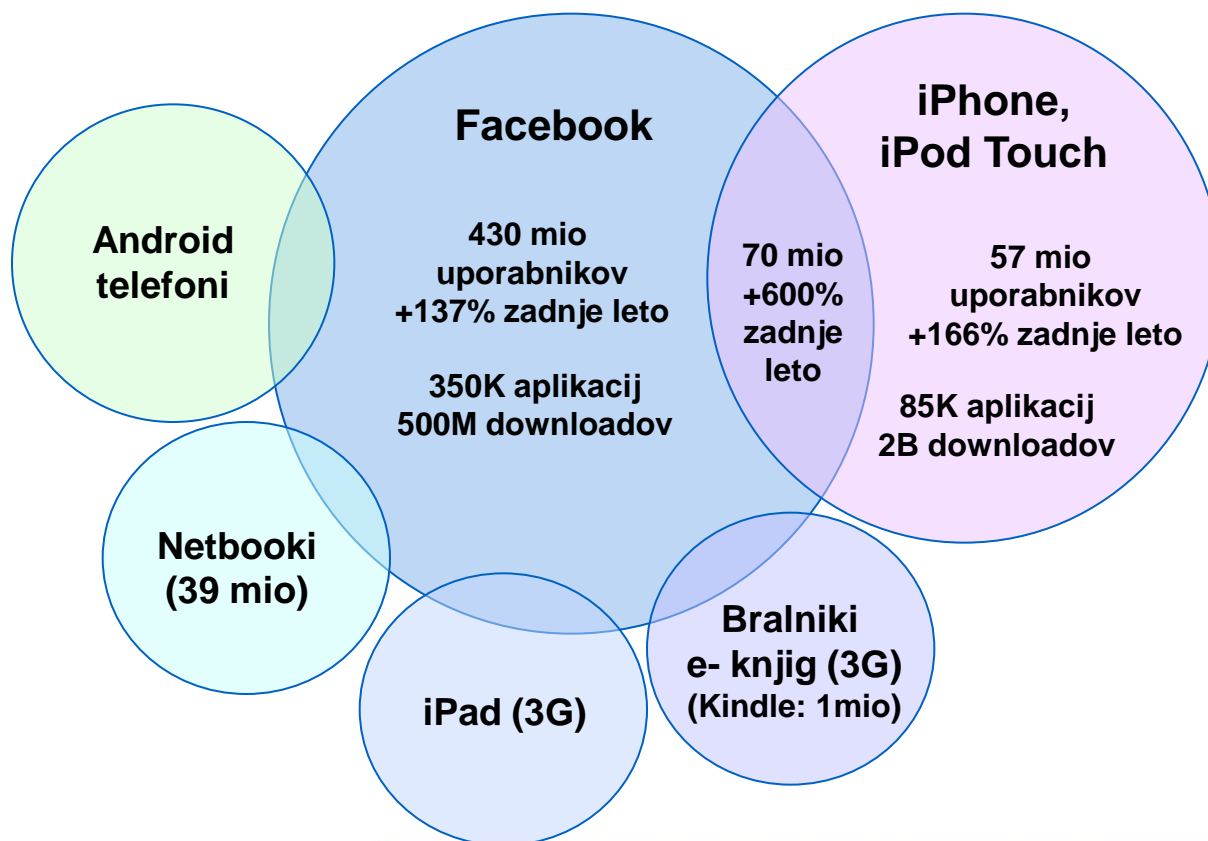 Facebook
430 mio
uporabnikov
+137% zadnje leto
350K aplikacij
500M downloadov
iPhone,
iPod Touch
57 mio
uporabnikov
+166% zadnje leto
85K aplikacij
2B downloadov
70 mio
+600%
zadnje
leto
Android
telefoni
Netbooki
(39 mio)
iPad (3G)
Bralniki
e- knjig (3G)
(Kindle: 1mio)